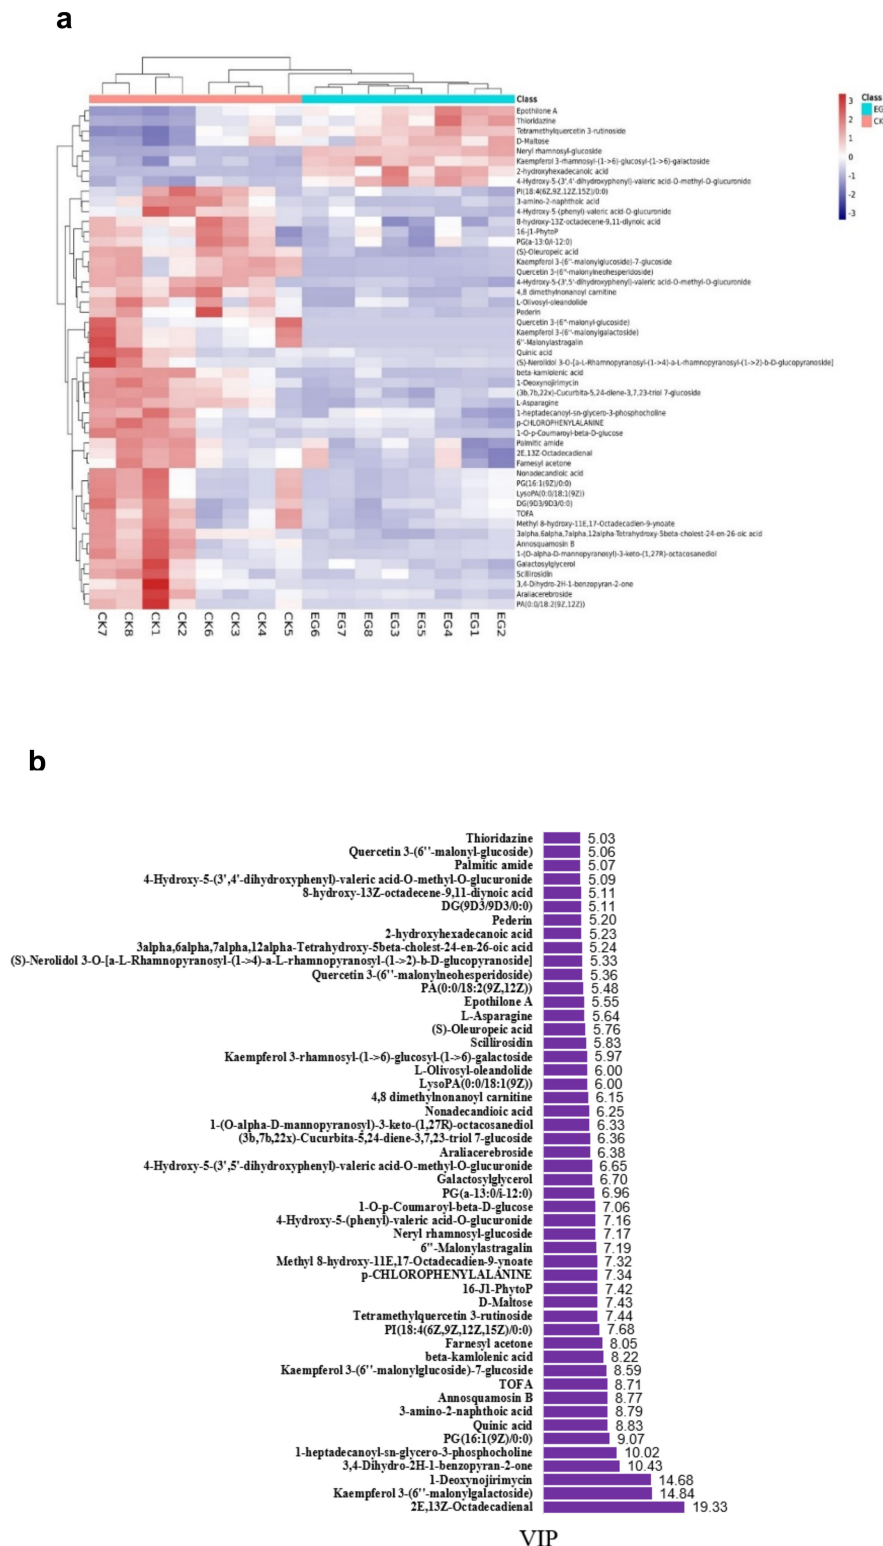 a
Class
Epothilone A
Thioridazine
Tetramethylquercetin 3-rutinoside
D-Maltose
Neryl rhamnosyl-glucoside
Kaempferol 3-rhamnosyl-(1->6)-glucosyl-(1->6)-galactoside
2-hydroxyhexadecanoic acid
4-Hydroxy-5-(3',4'-dihydroxyphenyl)-valeric acid-O-methyl-O-glucuronide
PI(18:4(6Z,9Z,12Z,15Z)/0:0)
3-amino-2-naphthoic acid
4-Hydroxy-5-(phenyl)-valeric acid-O-glucuronide
8-hydroxy-13Z-octadecene-9,11-diynoic acid
16-J1-PhytoP
PG(a-13:0/i-12:0)
(S)-Oleuropeic acid
Kaempferol 3-(6''-malonylglucoside)-7-glucoside
Quercetin 3-(6''-malonylneohesperidoside)
4-Hydroxy-5-(3',5'-dihydroxyphenyl)-valeric acid-O-methyl-O-glucuronide
4,8 dimethylnonanoyl carnitine
L-Olivosyl-oleandolide
Pederin
Quercetin 3-(6''-malonyl-glucoside)
Kaempferol 3-(6''-malonylgalactoside)
6''-Malonylastragalin
Quinic acid
(S)-Nerolidol 3-O-[a-L-Rhamnopyranosyl-(1->4)-a-L-rhamnopyranosyl-(1->2)-b-D-glucopyranoside]
beta-kamlolenic acid
1-Deoxynojirimycin
(3b,7b,22x)-Cucurbita-5,24-diene-3,7,23-triol 7-glucoside
L-Asparagine
1-heptadecanoyl-sn-glycero-3-phosphocholine
p-CHLOROPHENYLALANINE
1-O-p-Coumaroyl-beta-D-glucose
Palmitic amide
2E,13Z-Octadecadienal
Farnesyl acetone
Nonadecandioic acid
PG(16:1(9Z)/0:0)
LysoPA(0:0/18:1(9Z))
DG(9D3/9D3/0:0)
TOFA
Methyl 8-hydroxy-11E,17-Octadecadien-9-ynoate
3alpha,6alpha,7alpha,12alpha-Tetrahydroxy-5beta-cholest-24-en-26-oic acid
Annosquamosin B
1-(O-alpha-D-mannopyranosyl)-3-keto-(1,27R)-octacosanediol
Galactosylglycerol
Scillirosidin
3,4-Dihydro-2H-1-benzopyran-2-one
Araliacerebroside
PA(0:0/18:2(9Z,12Z))
CK7 CK8 CK1 CK2 CK6 CK3 CK4 CK5 EG6 EG7 EG8 EG3 EG5 EG4 EG1 EG2
3
2
1
0
-1
-2
-3
Class
EG
CK
b
Thioridazine 5.03
Quercetin 3-(6''-malonyl-glucoside) 5.06
Palmitic amide 5.07
4-Hydroxy-5-(3',4'-dihydroxyphenyl)-valeric acid-O-methyl-O-glucuronide 5.09
8-hydroxy-13Z-octadecene-9,11-diynoic acid 5.11
DG(9D3/9D3/0:0) 5.11
Pederin 5.20
2-hydroxyhexadecanoic acid 5.23
3alpha,6alpha,7alpha,12alpha-Tetrahydroxy-5beta-cholest-24-en-26-oic acid 5.24
(S)-Nerolidol 3-O-[a-L-Rhamnopyranosyl-(1->4)-a-L-rhamnopyranosyl-(1->2)-b-D-glucopyranoside] 5.33
Quercetin 3-(6''-malonylneohesperidoside) 5.36
PA(0:0/18:2(9Z,12Z)) 5.48
Epothilone A 5.55
L-Asparagine 5.64
(S)-Oleuropeic acid 5.76
Scillirosidin 5.83
Kaempferol 3-rhamnosyl-(1->6)-glucosyl-(1->6)-galactoside 5.97
L-Olivosyl-oleandolide 6.00
LysoPA(0:0/18:1(9Z)) 6.00
4,8 dimethylnonanoyl carnitine 6.15
Nonadecandioic acid 6.25
1-(O-alpha-D-mannopyranosyl)-3-keto-(1,27R)-octacosanediol 6.33
(3b,7b,22x)-Cucurbita-5,24-diene-3,7,23-triol 7-glucoside 6.36
Araliacerebroside 6.38
4-Hydroxy-5-(3',5'-dihydroxyphenyl)-valeric acid-O-methyl-O-glucuronide 6.65
Galactosylglycerol 6.70
PG(a-13:0/i-12:0) 6.96
1-O-p-Coumaroyl-beta-D-glucose 7.06
4-Hydroxy-5-(phenyl)-valeric acid-O-glucuronide 7.16
Neryl rhamnosyl-glucoside 7.17
6''-Malonylastragalin 7.19
Methyl 8-hydroxy-11E,17-Octadecadien-9-ynoate 7.32
p-CHLOROPHENYLALANINE 7.34
16-J1-PhytoP 7.42
D-Maltose 7.43
Tetramethylquercetin 3-rutinoside 7.44
PI(18:4(6Z,9Z,12Z,15Z)/0:0) 7.68
Farnesyl acetone 8.05
beta-kamlolenic acid 8.22
Kaempferol 3-(6''-malonylglucoside)-7-glucoside 8.59
TOFA 8.71
Annosquamosin B 8.77
3-amino-2-naphthoic acid 8.79
Quinic acid 8.83
PG(16:1(9Z)/0:0) 9.07
1-heptadecanoyl-sn-glycero-3-phosphocholine 10.02
3,4-Dihydro-2H-1-benzopyran-2-one 10.43
1-Deoxynojirimycin 14.68
Kaempferol 3-(6''-malonylgalactoside) 14.84
2E,13Z-Octadecadienal 19.33
VIP